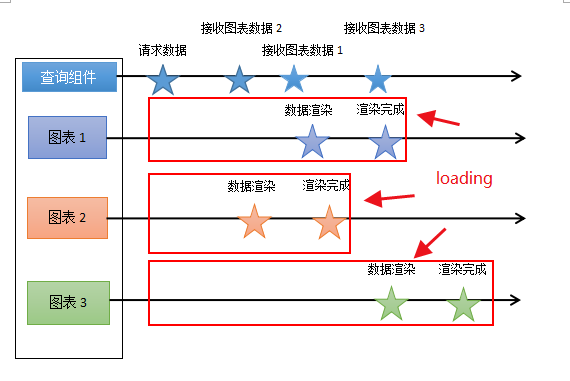 接收图表数据 2
接收图表数据 3
请求数据
接收图表数据 1
查询组件
数据渲染
渲染完成
图表 1
loading
数据渲染
渲染完成
图表 2
数据渲染
渲染完成
图表 3